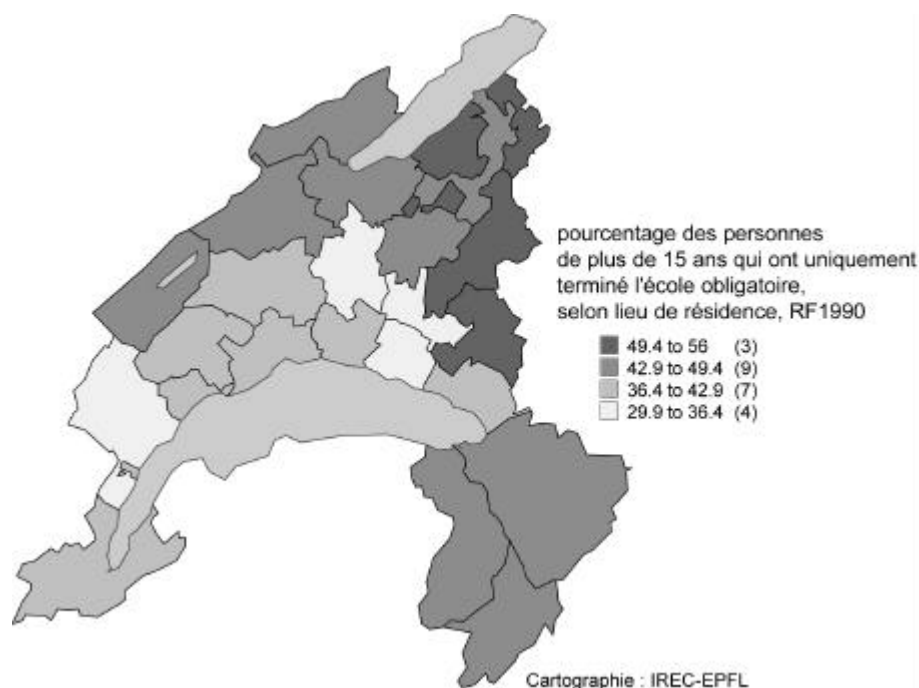 pourcentage des personnes
de plus de 15 ans qui ont uniquement
terminé l'école obligatoire,
selon lieu de résidence, RF1990
49.4 to 56 (3)
42.9 to 49.4 (9)
36.4 to 42.9 (7)
29.9 to 36.4 (4)
Cartographie : IREC-EPFL